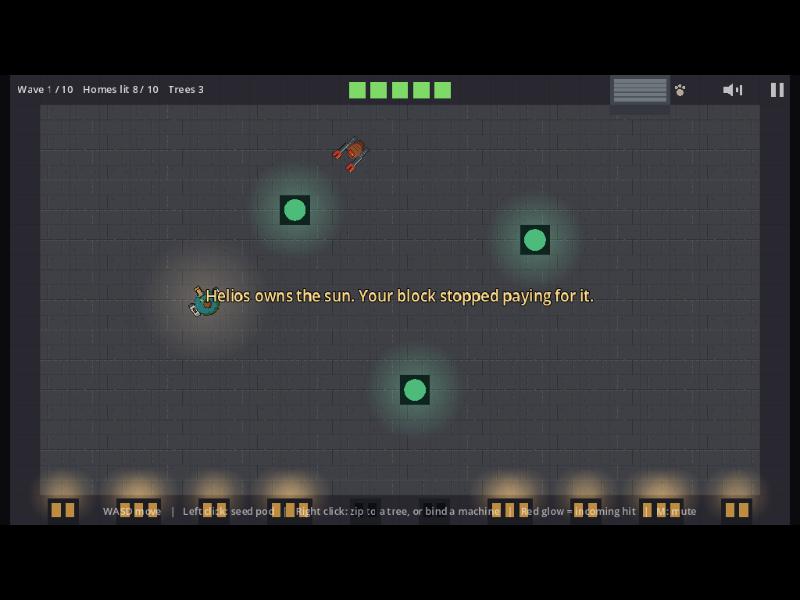 Wave 1 / 10 Homes lit 8 / 10 Trees 3
Helios owns the sun. Your block stopped paying for it.
WASD move | Left click: seed pod | Right click: zip to a tree, or bind a machine | Red glow = incoming hit | M: mute